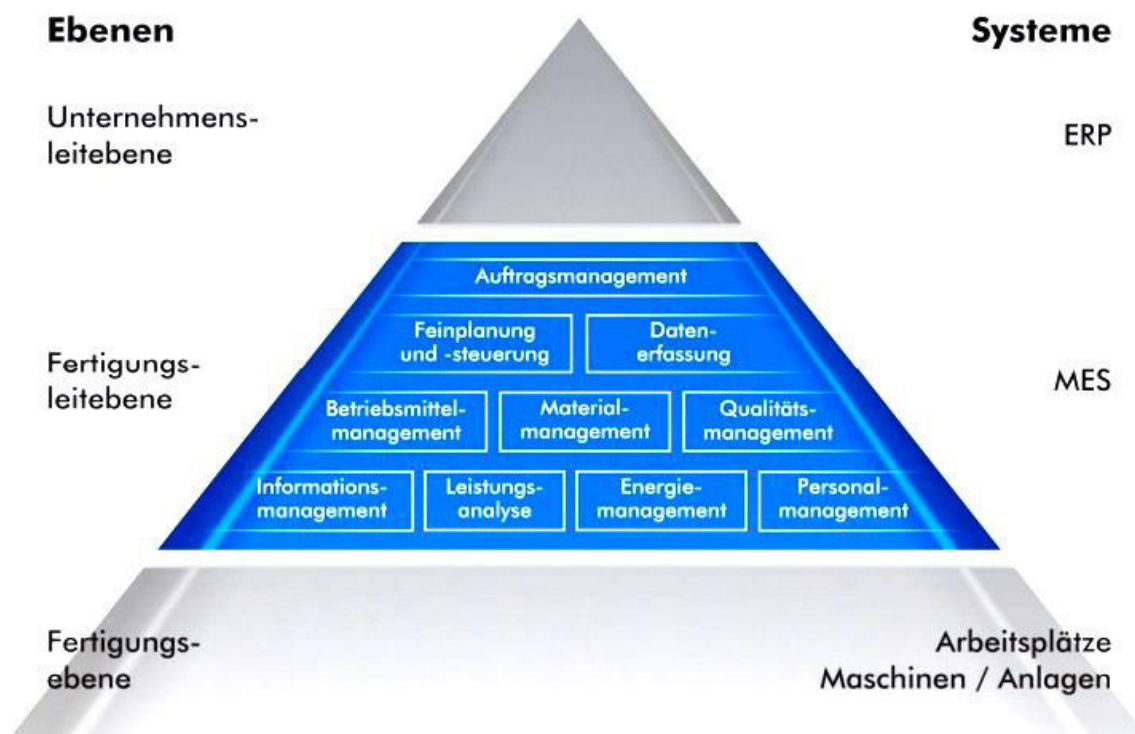 Ebenen
Systeme
Unternehmens-
leitebene
ERP
Auftragsmanagement
Feinplanung
und -steuerung
Daten-
erfassung
Fertigungs-
leitebene
MES
Betriebsmittel-
management
Material-
management
Qualitäts-
management
Informations-
management
Leistungs-
analyse
Energie-
management
Personal-
management
Fertigungs-
ebene
Arbeitsplätze
Maschinen / Anlagen